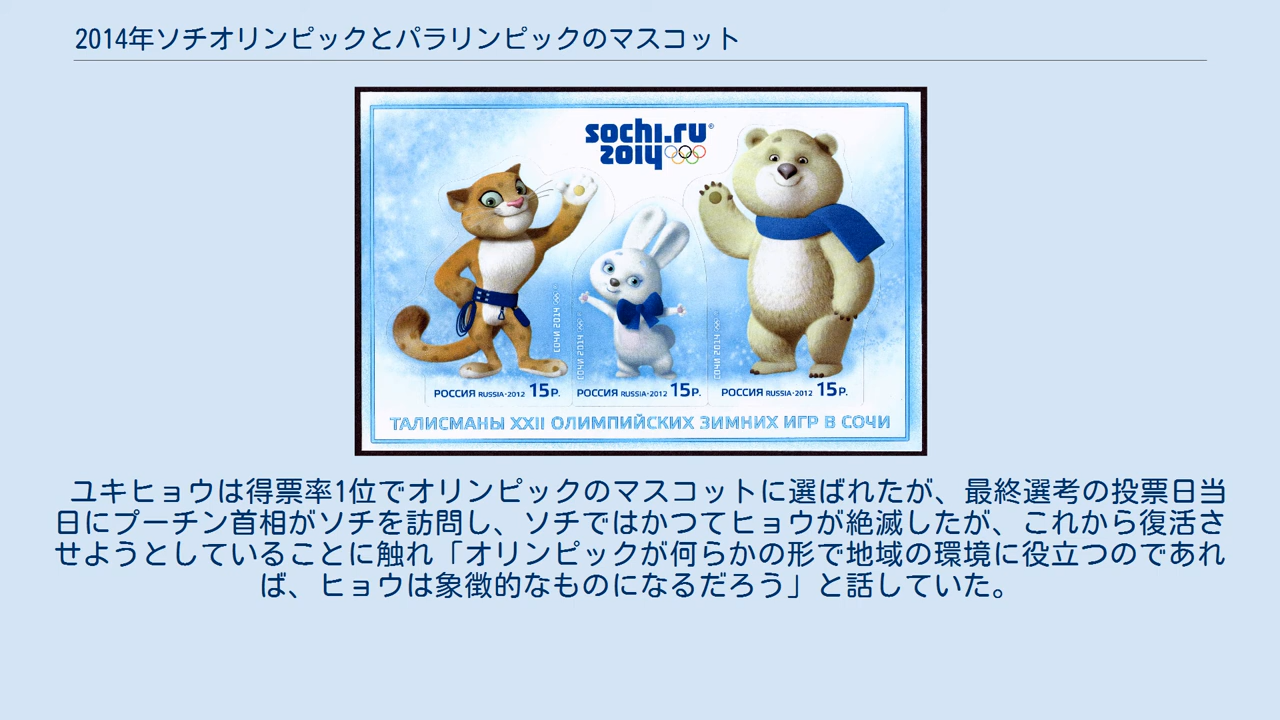 2014年ソチオリンピックとパラリンピックのマスコット
sochi.ru
2014
СОЧИ 2014
СОЧИ 2014
СОЧИ 2014
РОССИЯ RUSSIA·2012 15Р.
РОССИЯ RUSSIA·2012 15Р.
РОССИЯ RUSSIA·2012 15Р.
ТАЛИСМАНЫ XXII ОЛИМПИЙСКИХ ЗИМНИХ ИГР В СОЧИ
ユキヒョウは得票率1位でオリンピックのマスコットに選ばれたが、最終選考の投票日当
日にプーチン首相がソチを訪問し、ソチではかつてヒョウが絶滅したが、これから復活さ
せようとしていることに触れ「オリンピックが何らかの形で地域の環境に役立つのであれ
ば、ヒョウは象徴的なものになるだろう」と話していた。